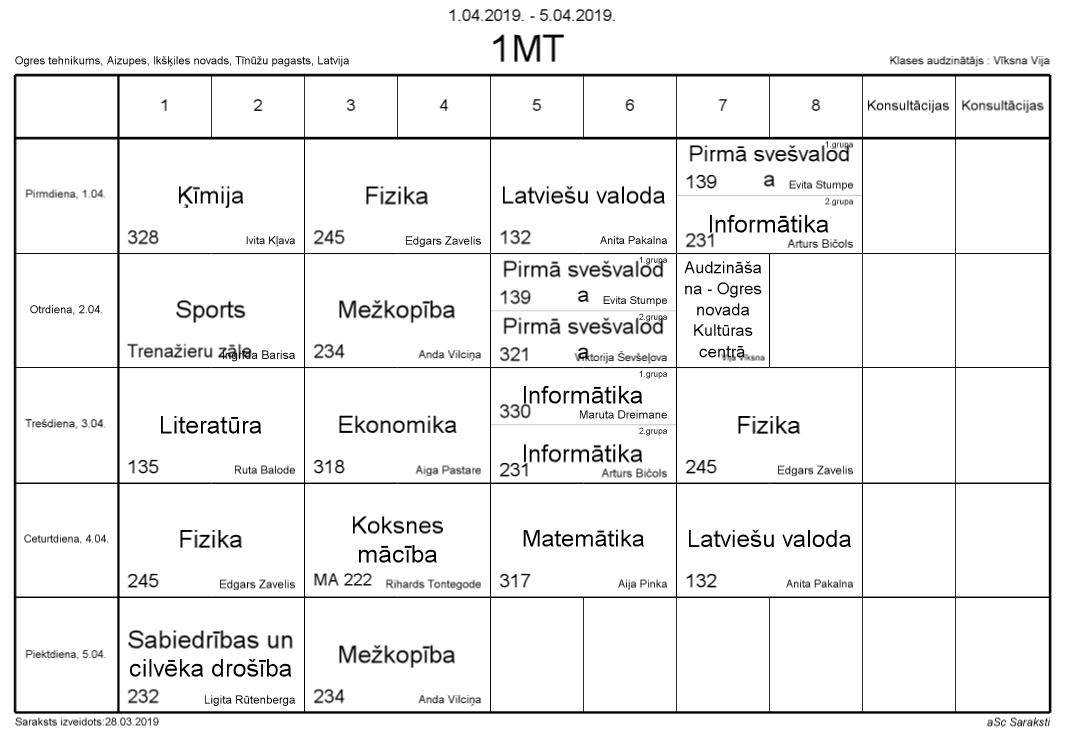 1.04.2019. - 5.04.2019.
1MT
Ogres tehnikums, Aizupes, Ikšķiles novads, Tīnūžu pagasts, Latvija
Klases audzinātājs : Vīksna Vija
1 2 3 4 5 6 7 8 Konsultācijas Konsultācijas
Pirmdiena, 1.04.
Ķīmija
328 Ivita Kļava
Fizika
245 Edgars Zavelis
Latviešu valoda
132 Anita Pakalna
1.grupa
Pirmā svešvalod
a
139 Evita Stumpe
2.grupa
Informātika
231 Arturs Bičols
Otrdiena, 2.04.
Sports
Trenažieru zāle Ingrīda Barisa
Mežkopība
234 Anda Vilciņa
1.grupa
Pirmā svešvalod
a
139 Evita Stumpe
2.grupa
Pirmā svešvalod
a
321 Viktorija Ševšeļova
Audzināša
na - Ogres
novada
Kultūras
centrā
Vija Vīksna
Trešdiena, 3.04.
Literatūra
135 Ruta Balode
Ekonomika
318 Aiga Pastare
1.grupa
Informātika
330 Maruta Dreimane
2.grupa
Informātika
231 Arturs Bičols
Fizika
245 Edgars Zavelis
Ceturtdiena, 4.04.
Fizika
245 Edgars Zavelis
Koksnes
mācība
MA 222 Rihards Tontegode
Matemātika
317 Aija Pinka
Latviešu valoda
132 Anita Pakalna
Piektdiena, 5.04.
Sabiedrības un
cilvēka drošība
232 Ligita Rūtenberga
Mežkopība
234 Anda Vilciņa
Saraksts izveidots:28.03.2019
aSc Saraksti